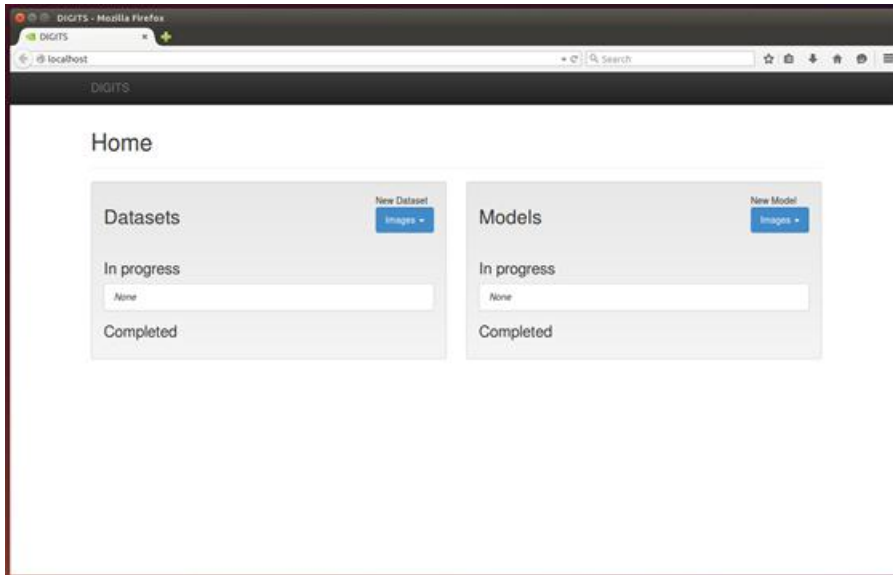 DIGITS - Mozilla Firefox
DIGITS
localhost
Search
DIGITS
Home
Datasets
New Dataset
Images
In progress
None
Completed
Models
New Model
Images
In progress
None
Completed